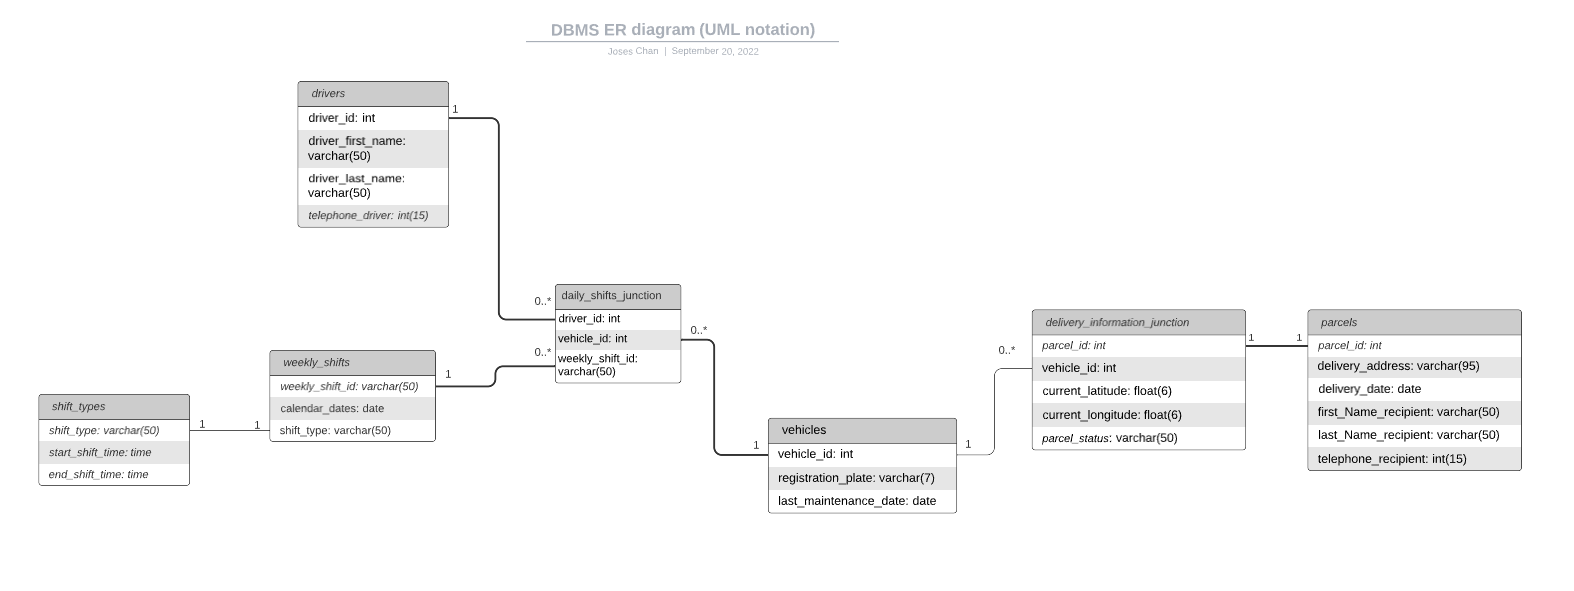 DBMS ER diagram (UML notation)
Joses Chan | September 20, 2022
drivers
driver_id: int
driver_first_name:
varchar(50)
driver_last_name:
varchar(50)
telephone_driver: int(15)
1
0..*
daily_shifts_junction
driver_id: int
vehicle_id: int
weekly_shift_id:
varchar(50)
0..*
0..*
weekly_shifts
weekly_shift_id: varchar(50)
calendar_dates: date
shift_type: varchar(50)
1
shift_types
shift_type: varchar(50)
start_shift_time: time
end_shift_time: time
1
1
vehicles
vehicle_id: int
registration_plate: varchar(7)
last_maintenance_date: date
1
1
0..*
delivery_information_junction
parcel_id: int
vehicle_id: int
current_latitude: float(6)
current_longitude: float(6)
parcel_status: varchar(50)
1
1
parcels
parcel_id: int
delivery_address: varchar(95)
delivery_date: date
first_Name_recipient: varchar(50)
last_Name_recipient: varchar(50)
telephone_recipient: int(15)